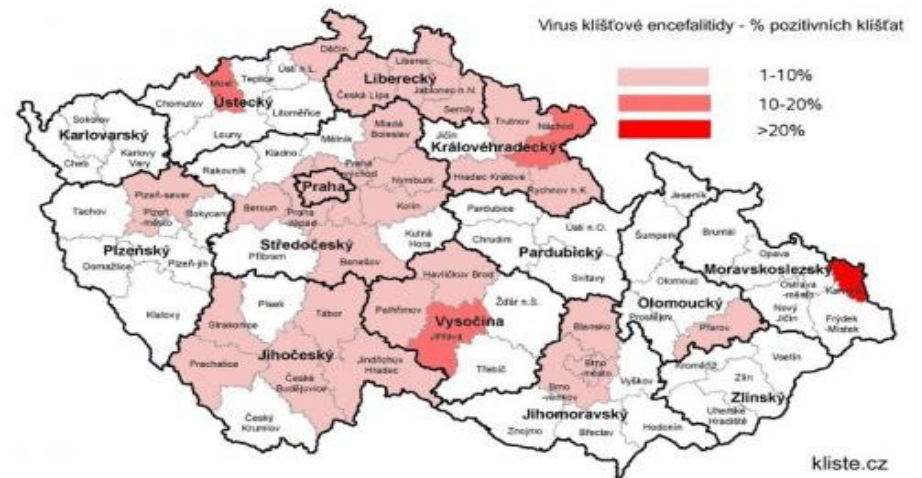 Virus klíšťové encefalitidy - % pozitivních klíšťat
1-10%
10-20%
>20%
Děčín
Liberec
Ústí n.L.
Teplice
Most
Liberecký
Jablonec n.N.
Česká Lípa
Chomutov
Ústecký
Litoměřice
Semily
Trutnov
Náchod
Sokolov
Louny
Mělník
Mladá
Boleslav
Jičín
Karlovarský
Královéhradecký
Cheb
Karlovy
Vary
Rakovník
Kladno
Praha
východ
Nymburk
Hradec Králové
Rychnov n.K.
Praha
Plzeň-sever
Beroun
Praha
západ
Kolín
Pardubice
Jeseník
Tachov
Plzeň
město
Rokycany
Ústí n.O.
Bruntál
Plzeňský
Středočeský
Kutná
Hora
Chrudim
Pardubický
Šumperk
Opava
Domažlice
Plzeň-jih
Příbram
Benešov
Svitavy
Moravskoslezský
Havlíčkův Brod
Olomouc
Ostrava
město
Karviná
Klatovy
Písek
Tábor
Pelhřimov
Žďár n.S.
Olomoucký
Nový
Jičín
Frýdek
-Místek
Strakonice
Vysočina
Jihlava
Blansko
Prostějov
Přerov
Prachatice
Jihočeský
Jindřichův
Hradec
Třebíč
Brno
město
Vsetín
Kroměříž
České
Budějovice
Brno
venkov
Vyškov
Zlín
Zlínský
Český
Krumlov
Jihomoravský
Uherské
Hradiště
Znojmo
Břeclav
Hodonín
kliste.cz